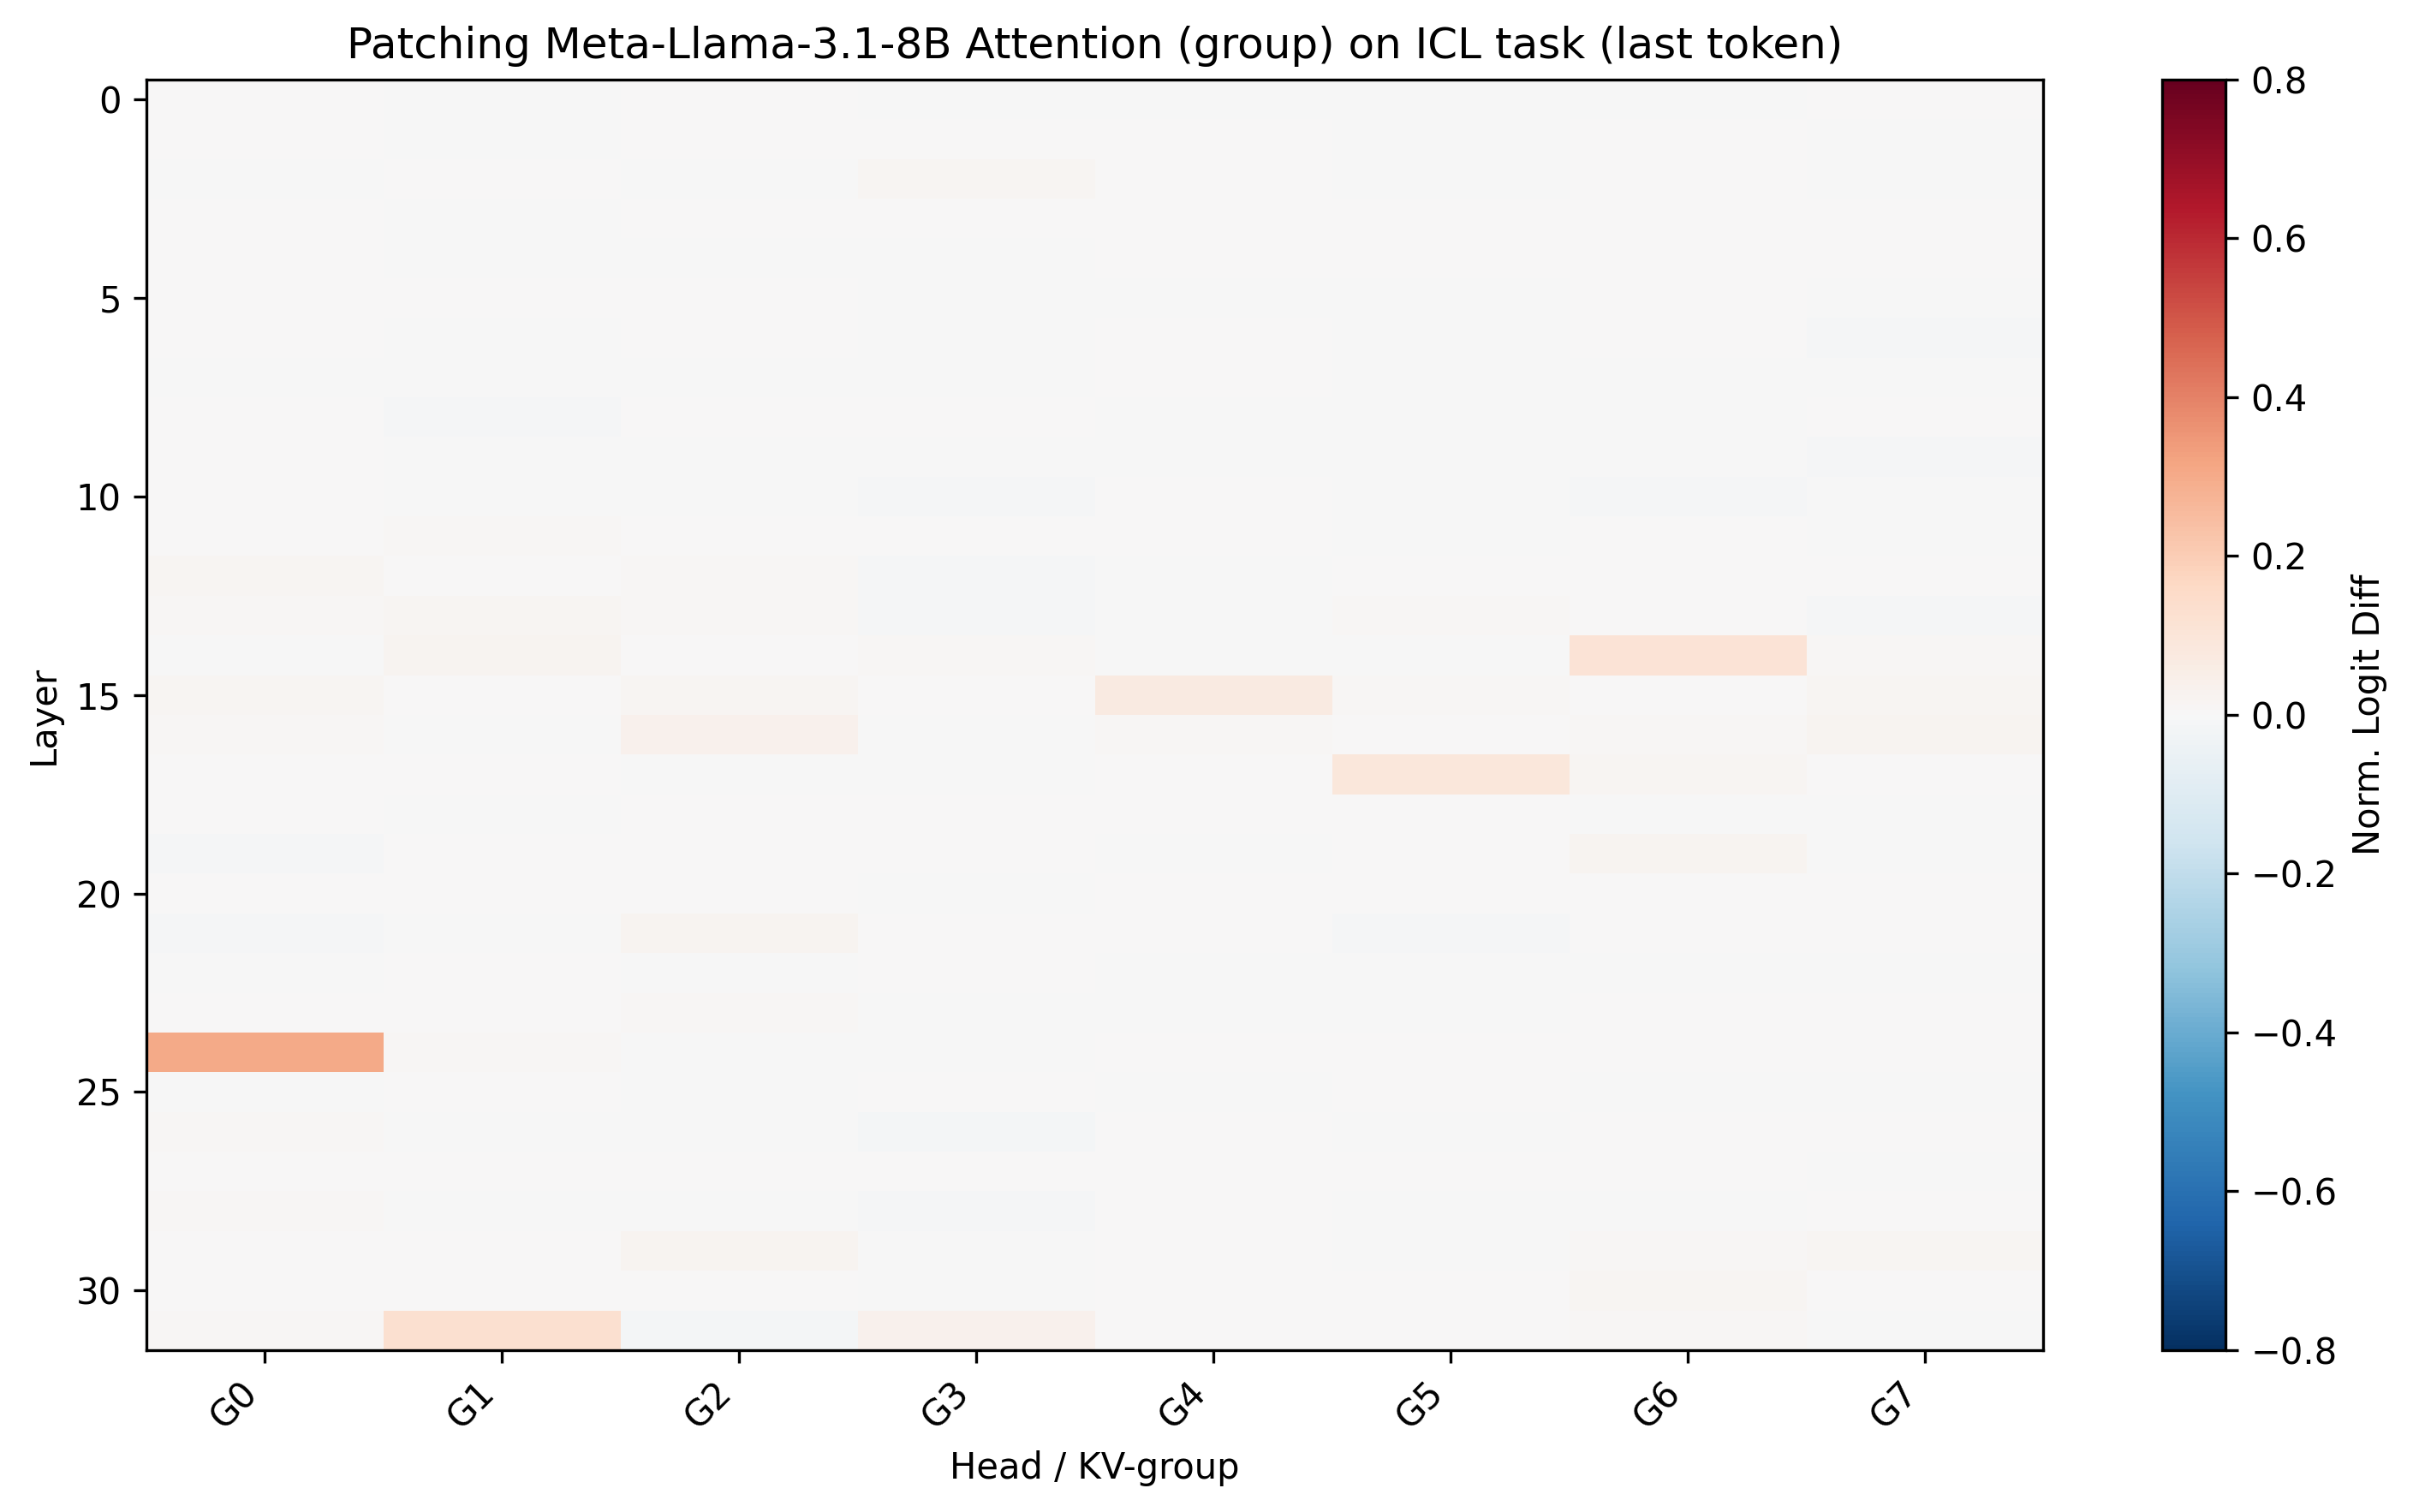 Patching Meta-Llama-3.1-8B Attention (group) on ICL task (last token)
Layer
0
5
10
15
20
25
30
G0
G1
G2
G3
G4
G5
G6
G7
Head / KV-group
0.8
0.6
0.4
0.2
0.0
−0.2
−0.4
−0.6
−0.8
Norm. Logit Diff